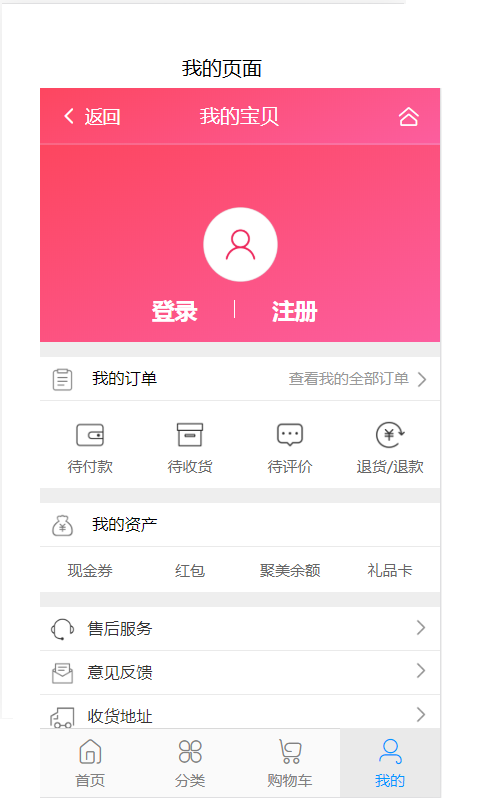 我的页面
返回 我的宝贝
登录 注册
我的订单 查看我的全部订单
待付款 待收货 待评价 退货/退款
我的资产
现金券 红包 聚美余额 礼品卡
售后服务
意见反馈
收货地址
首页 分类 购物车 我的